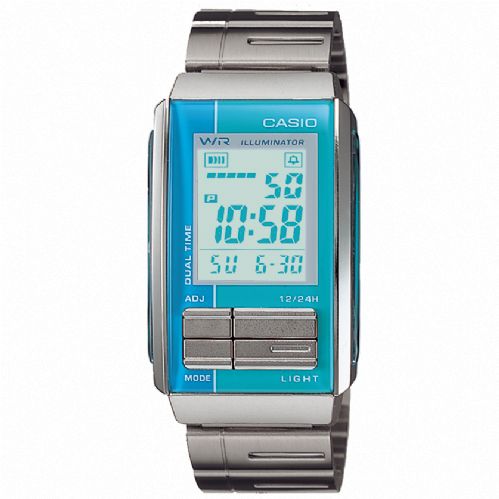 CASIO
WR ILLUMINATOR
50
P 10:58
SU 6-30
DUAL TIME
ADJ 12/24H
MODE LIGHT